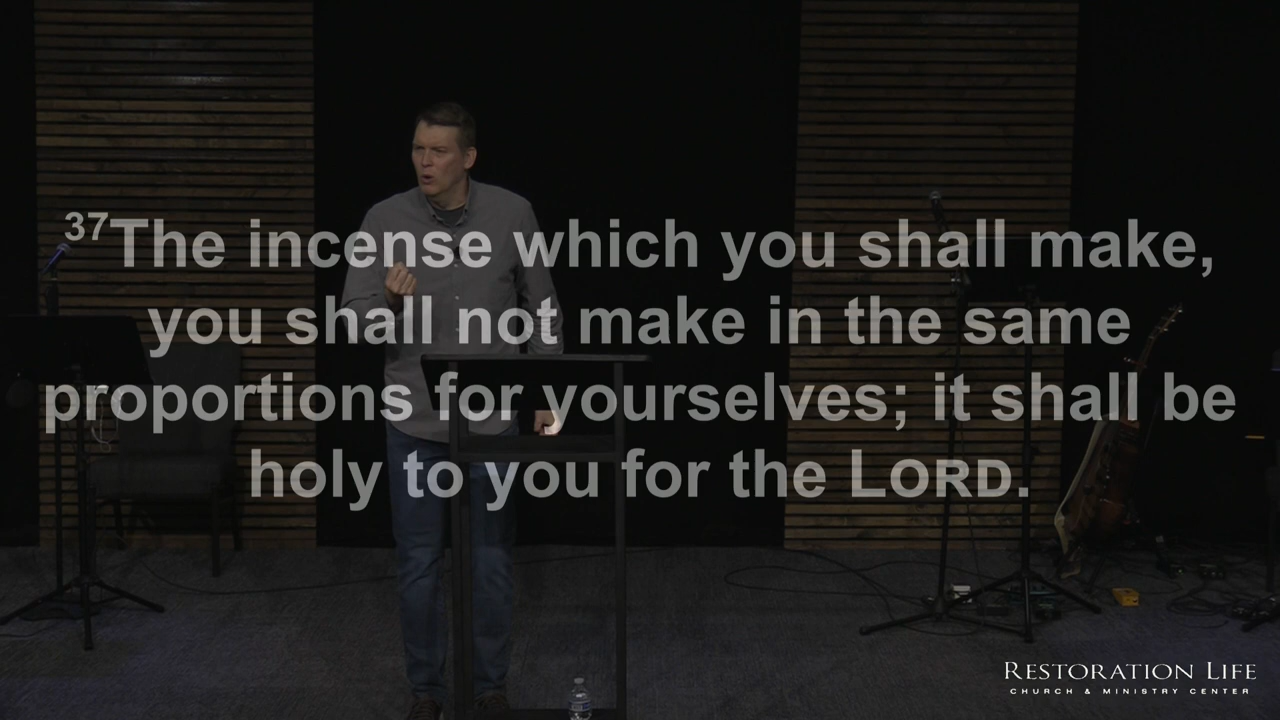 ³⁷The incense which you shall make,
you shall not make in the same
proportions for yourselves; it shall be
holy to you for the LORD.
RESTORATION LIFE
CHURCH & MINISTRY CENTER